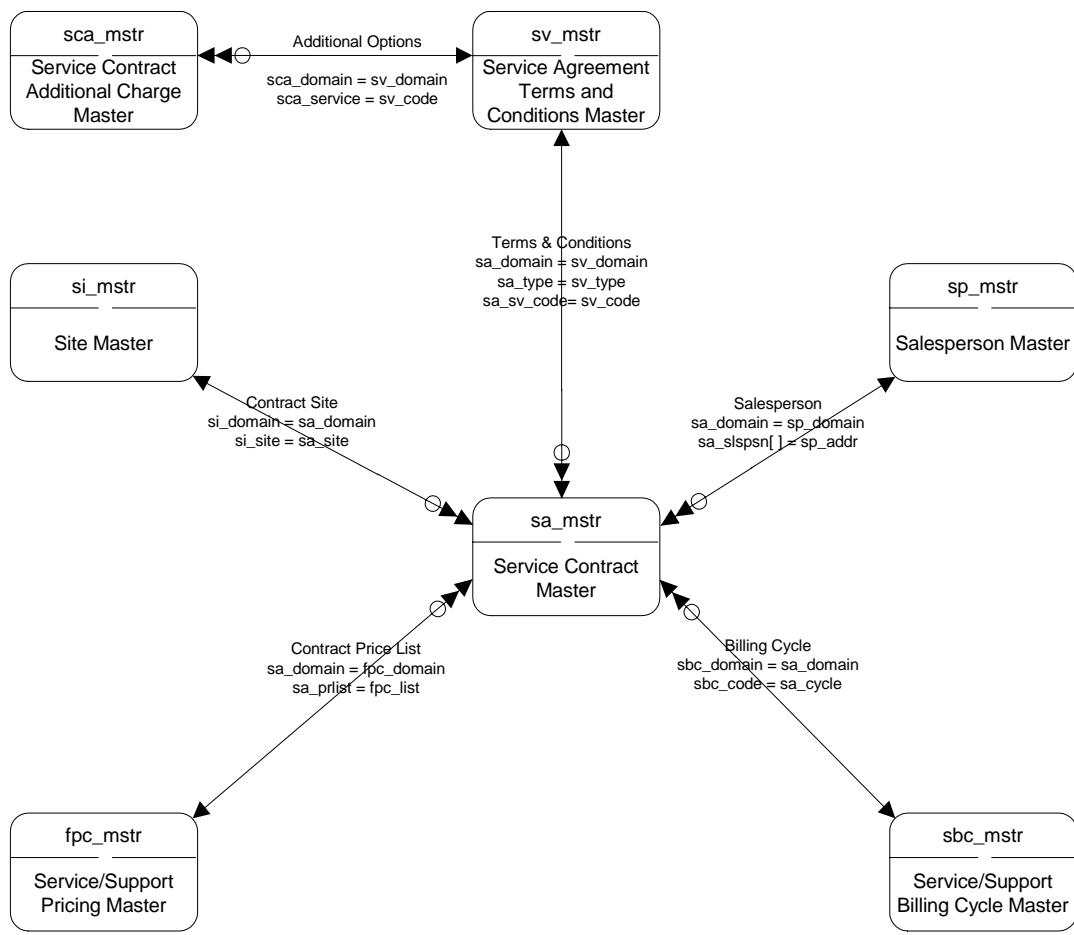 sca_mstr
Service Contract
Additional Charge
Master
Additional Options
sca_domain = sv_domain
sca_service = sv_code
sv_mstr
Service Agreement
Terms and
Conditions Master
Terms & Conditions
sa_domain = sv_domain
sa_type = sv_type
sa_sv_code= sv_code
si_mstr
Site Master
sp_mstr
Salesperson Master
Contract Site
si_domain = sa_domain
si_site = sa_site
Salesperson
sa_domain = sp_domain
sa_slspsn[ ] = sp_addr
sa_mstr
Service Contract
Master
Contract Price List
sa_domain = fpc_domain
sa_prlist = fpc_list
Billing Cycle
sbc_domain = sa_domain
sbc_code = sa_cycle
fpc_mstr
Service/Support
Pricing Master
sbc_mstr
Service/Support
Billing Cycle Master